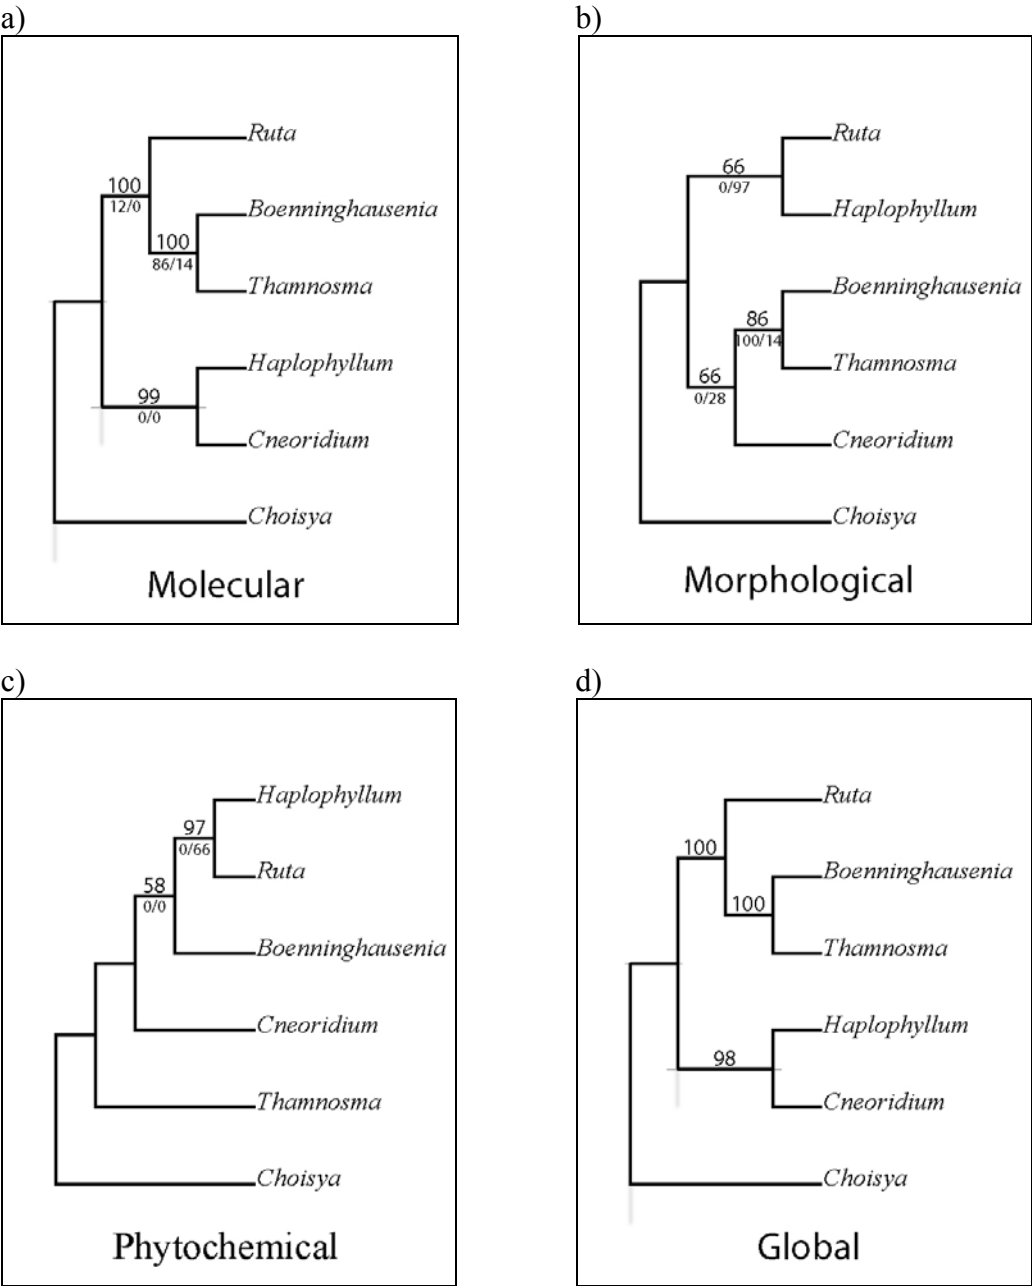 a)
Ruta
100
12/0
Boenninghausenia
100
86/14
Thamnosma
Haplophyllum
99
0/0
Cneoridium
Choisya
Molecular
b)
Ruta
66
0/97
Haplophyllum
Boenninghausenia
86
100/14
Thamnosma
66
0/28
Cneoridium
Choisya
Morphological
c)
Haplophyllum
97
0/66
Ruta
58
0/0
Boenninghausenia
Cneoridium
Thamnosma
Choisya
Phytochemical
d)
Ruta
100
Boenninghausenia
100
Thamnosma
Haplophyllum
98
Cneoridium
Choisya
Global